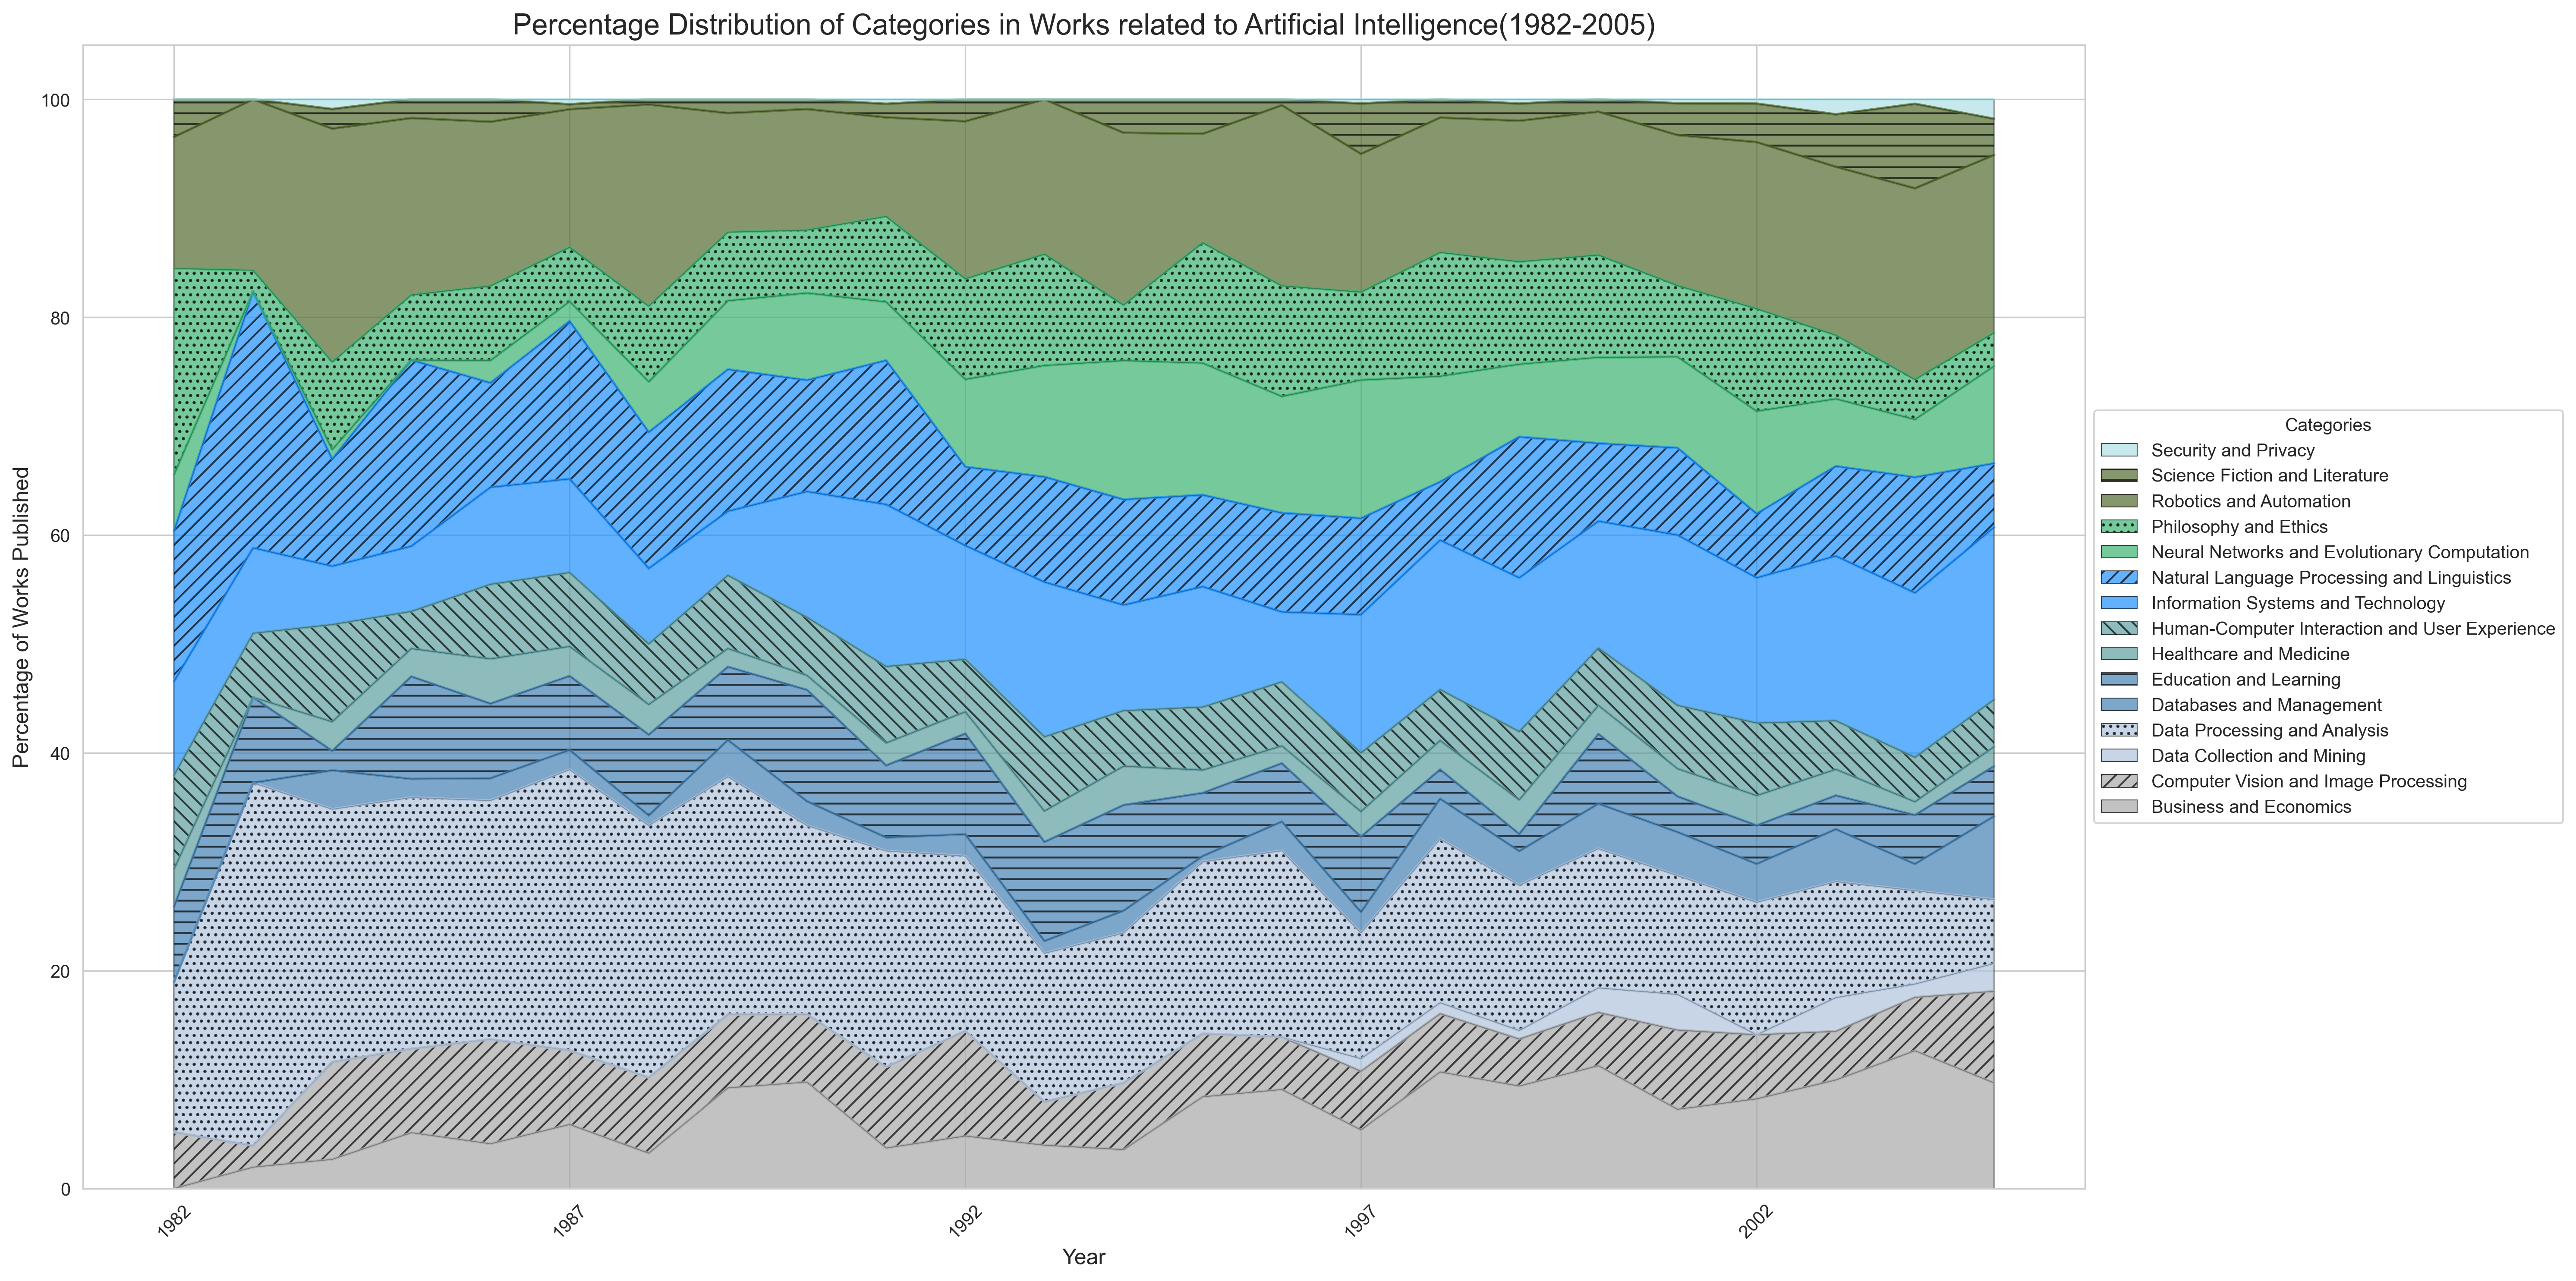 Percentage Distribution of Categories in Works related to Artificial Intelligence(1982-2005)
Percentage of Works Published
100
80
60
40
20
0
1982
1987
1992
1997
2002
Year
Categories
Security and Privacy
Science Fiction and Literature
Robotics and Automation
Philosophy and Ethics
Neural Networks and Evolutionary Computation
Natural Language Processing and Linguistics
Information Systems and Technology
Human-Computer Interaction and User Experience
Healthcare and Medicine
Education and Learning
Databases and Management
Data Processing and Analysis
Data Collection and Mining
Computer Vision and Image Processing
Business and Economics